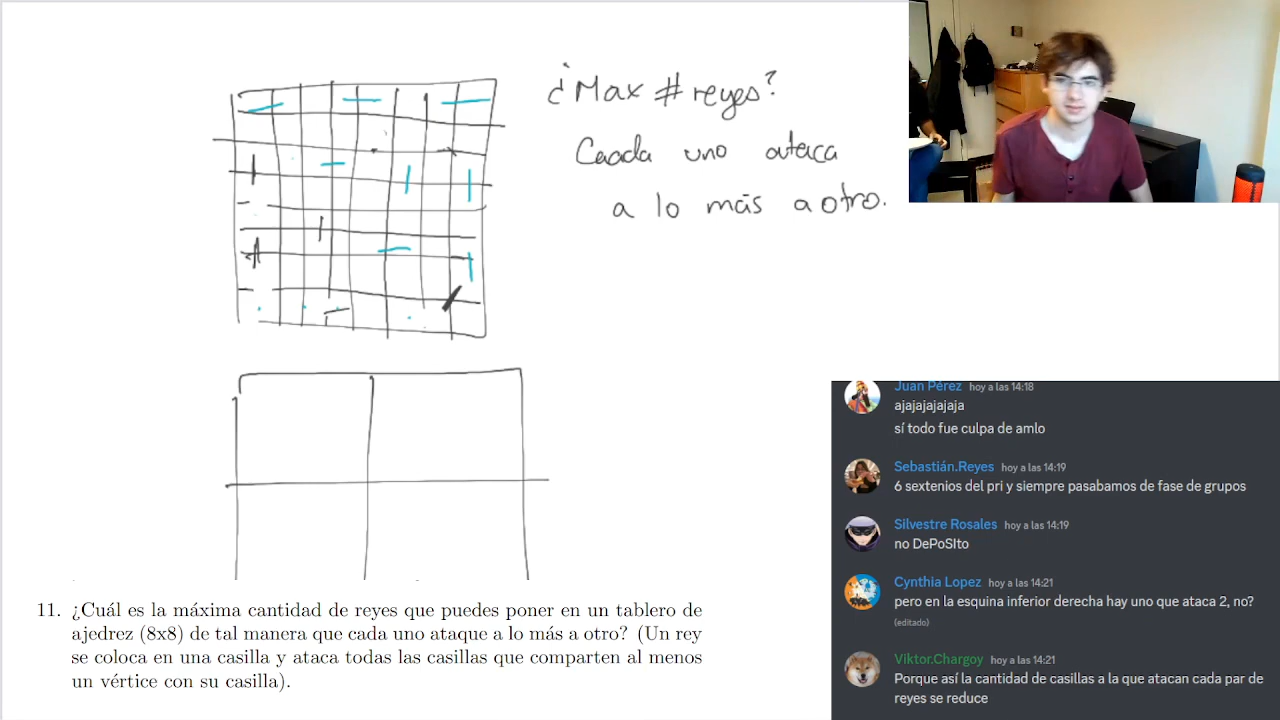 ¿Max # reyes?
Caada uno ataca
a lo más a otro.
11. ¿Cuál es la máxima cantidad de reyes que puedes poner en un tablero de
ajedrez (8x8) de tal manera que cada uno ataque a lo más a otro? (Un rey
se coloca en una casilla y ataca todas las casillas que comparten al menos
un vértice con su casilla).
Juan Pérez hoy a las 14:18
ajajajajajaja
sí todo fue culpa de amlo
Sebastián.Reyes hoy a las 14:19
6 sextenios del pri y siempre pasabamos de fase de grupos
Silvestre Rosales hoy a las 14:19
no DePoSIto
Cynthia Lopez hoy a las 14:21
pero en la esquina inferior derecha hay uno que ataca 2, no?
(editado)
Viktor.Chargoy hoy a las 14:21
Porque así la cantidad de casillas a la que atacan cada par de
reyes se reduce